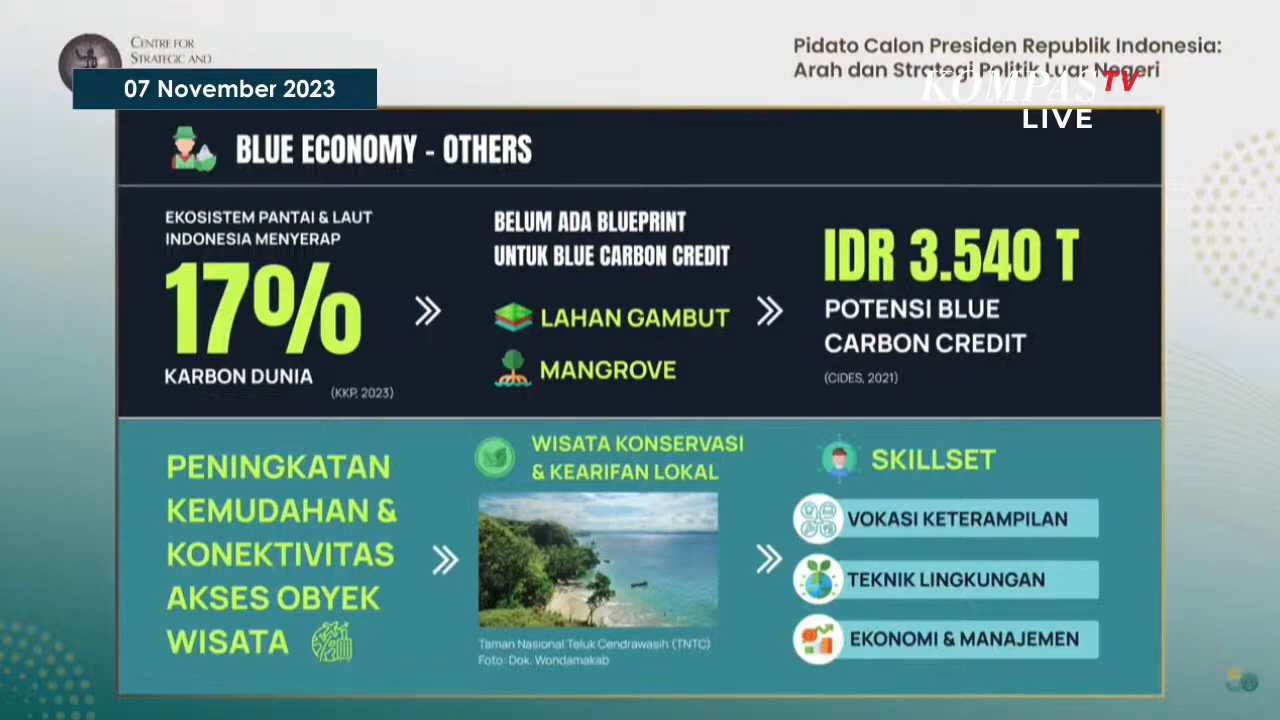 CENTRE FOR
STRATEGIC AND
07 November 2023
Pidato Calon Presiden Republik Indonesia:
Arah dan Strategi Politik Luar Negeri
KOMPAS TV
LIVE
BLUE ECONOMY - OTHERS
EKOSISTEM PANTAI & LAUT
INDONESIA MENYERAP
17%
KARBON DUNIA
(KKP, 2023)
BELUM ADA BLUEPRINT
UNTUK BLUE CARBON CREDIT
LAHAN GAMBUT
MANGROVE
IDR 3.540 T
POTENSI BLUE
CARBON CREDIT
(CIDES, 2021)
PENINGKATAN
KEMUDAHAN &
KONEKTIVITAS
AKSES OBYEK
WISATA
WISATA KONSERVASI
& KEARIFAN LOKAL
Taman Nasional Teluk Cendrawasih (TNTC)
Foto: Dok. Wondamakab
SKILLSET
VOKASI KETERAMPILAN
TEKNIK LINGKUNGAN
EKONOMI & MANAJEMEN